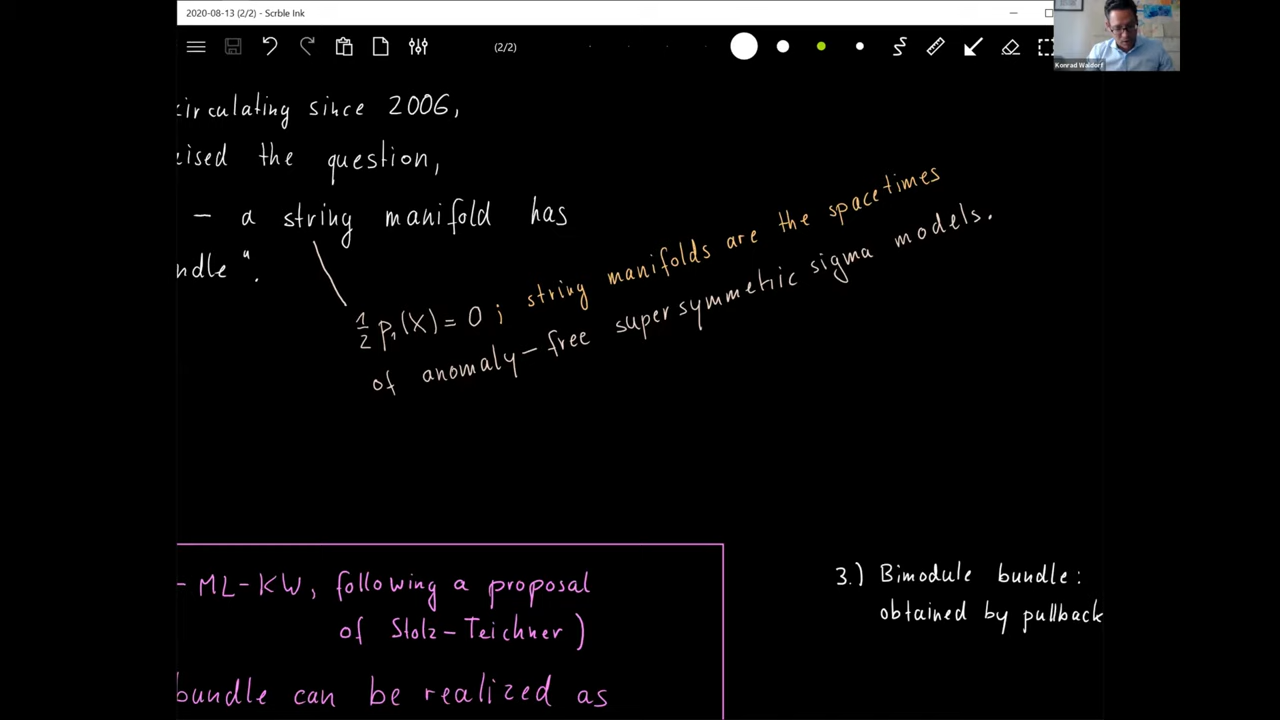 2020-08-13 (2/2) - Scrble Ink
(2/2)
Konrad Waldorf
circulating since 2006,
the question,
– a string manifold has
".
½ p₁(X) = 0 ; string manifolds are the spacetimes
of anomaly-free supersymmetric sigma models.
- ML-KW, following a proposal
of Stolz-Teichner)
bundle can be realized as
3.) Bimodule bundle:
obtained by pullback